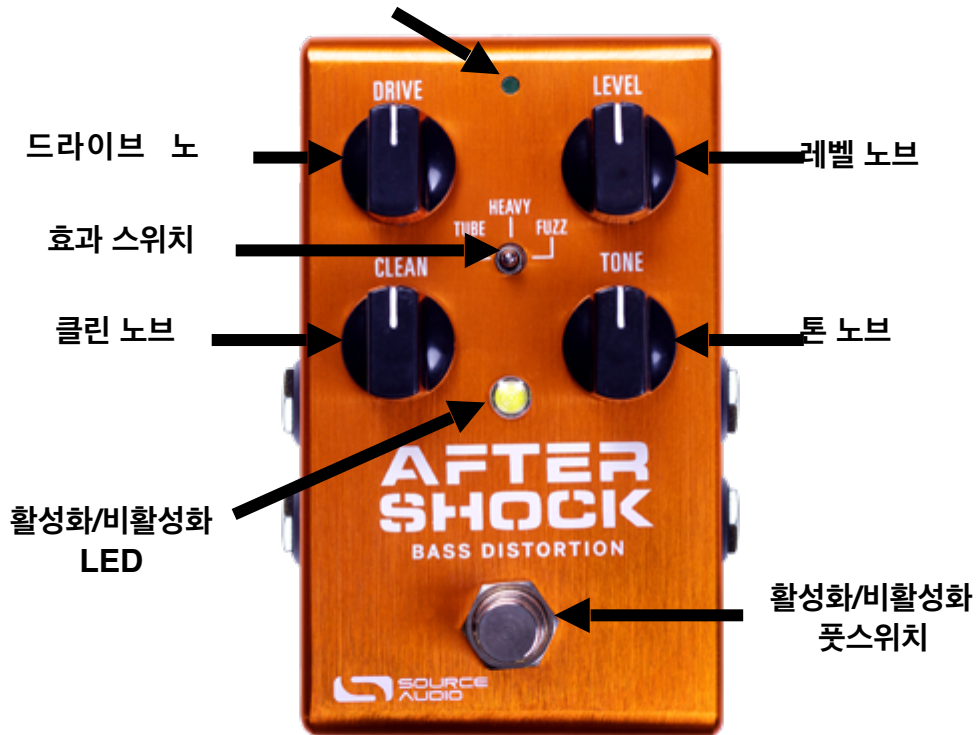 DRIVE
LEVEL
드라이브 노
레벨 노브
HEAVY
TUBE
FUZZ
효과 스위치
CLEAN
TONE
클린 노브
톤 노브
AFTER
SHOCK
BASS DISTORTION
활성화/비활성화
LED
활성화/비활성화
풋스위치
SOURCE
AUDIO